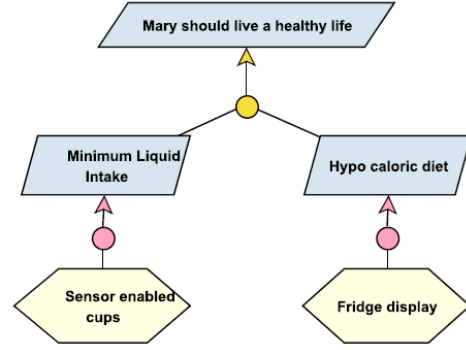 Mary should live a healthy life
Minimum Liquid
Intake
Hypo caloric diet
Sensor enabled
cups
Fridge display